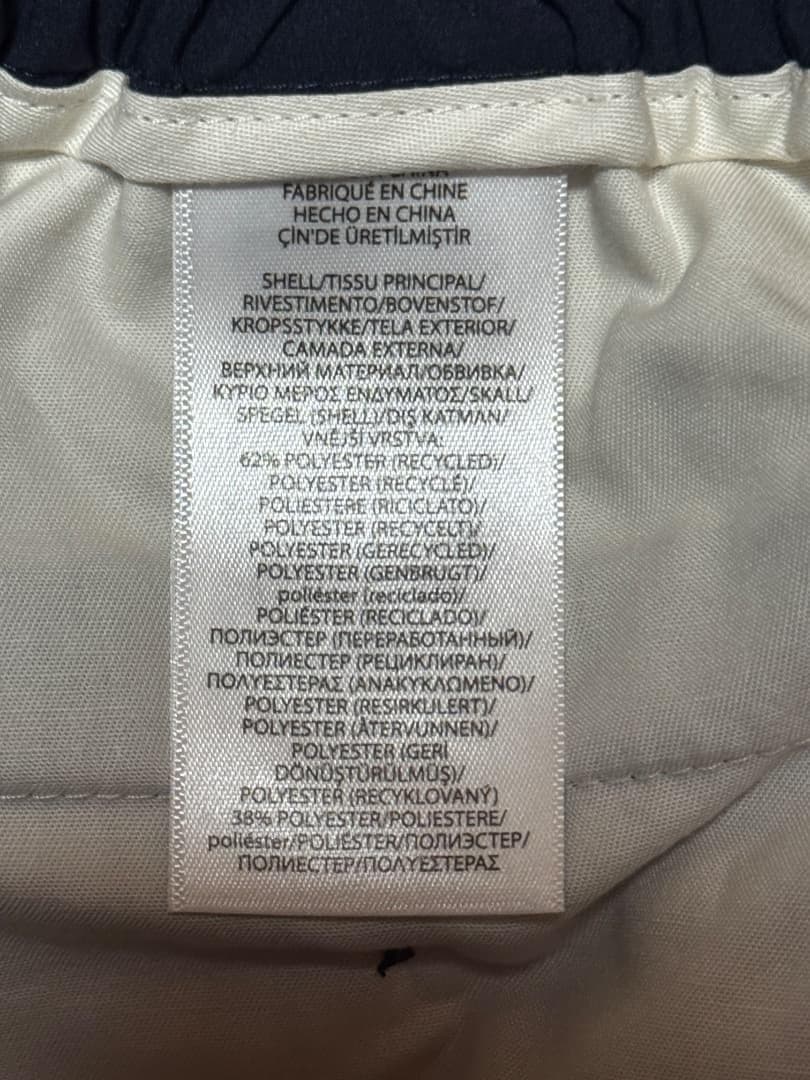 FABRIQUÉ EN CHINE
HECHO EN CHINA
ÇİN'DE ÜRETİLMİŞTİR
SHELL/TISSU PRINCIPAL/
RIVESTIMENTO/BOVENSTOF/
KROPSSTYKKE/TELA EXTERIOR/
CAMADA EXTERNA/
ВЕРХНИЙ МАТЕРИАЛ/ОБВИВКА/
ΚΥΡΙΟ ΜΕΡΟΣ ΕΝΔΥΜΑΤΟΣ/SKALL/
SPEGEL (SHELL)/DIŞ KATMAN/
VNĚJŠÍ VRSTVA:
62% POLYESTER (RECYCLED)/
POLYESTER (RECYCLÉ)/
POLIESTERE (RICICLATO)/
POLYESTER (RECYCELT)/
POLYESTER (GERECYCLED)/
POLYESTER (GENBRUGT)/
poliéster (reciclado)/
POLIÉSTER (RECICLADO)/
ПОЛИЭСТЕР (ПЕРЕРАБОТАННЫЙ)/
ПОЛИЕСТЕР (РЕЦИКЛИРАН)/
ΠΟΛΥΕΣΤΕΡΑΣ (ΑΝΑΚΥΚΛΩΜΕΝΟ)/
POLYESTER (RESIRKULERT)/
POLYESTER (ÅTERVUNNEN)/
POLYESTER (GERİ
DÖNÜŞTÜRÜLMÜŞ)/
POLYESTER (RECYKLOVANÝ)
38% POLYESTER/POLIESTERE/
poliéster/POLIÉSTER/ПОЛИЭСТЕР/
ПОЛИЕСТЕР/ΠΟΛΥΕΣΤΕΡΑΣ